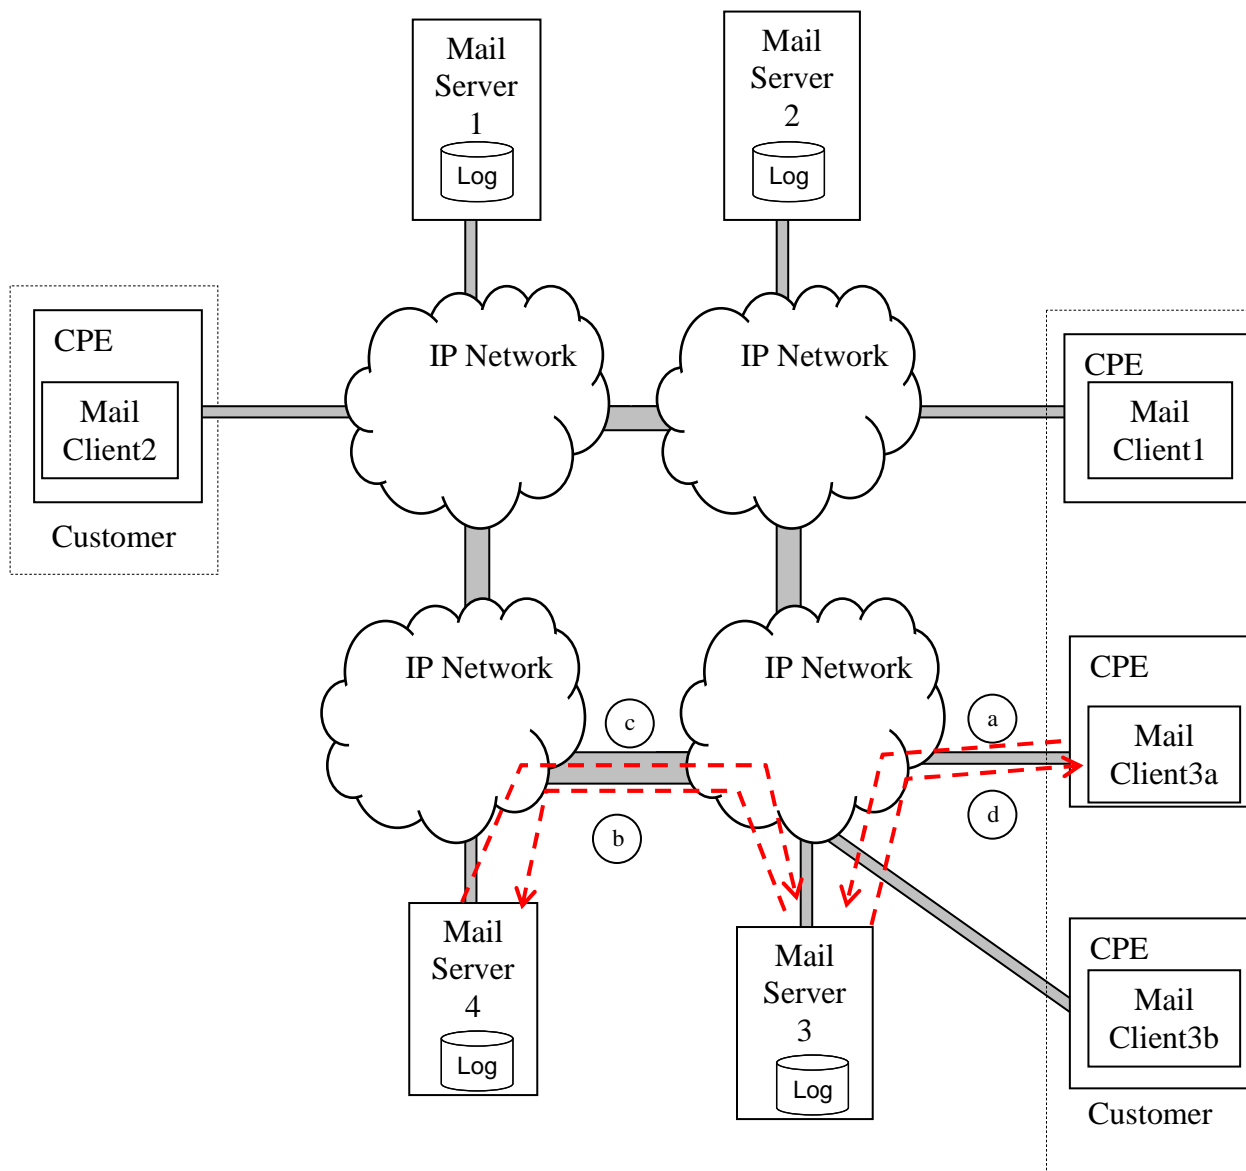 Mail
Server
1
Log
Mail
Server
2
Log
CPE
Mail
Client2
Customer
IP Network
IP Network
CPE
Mail
Client1
IP Network
IP Network
c
b
a
d
CPE
Mail
Client3a
Mail
Server
4
Log
Mail
Server
3
Log
CPE
Mail
Client3b
Customer